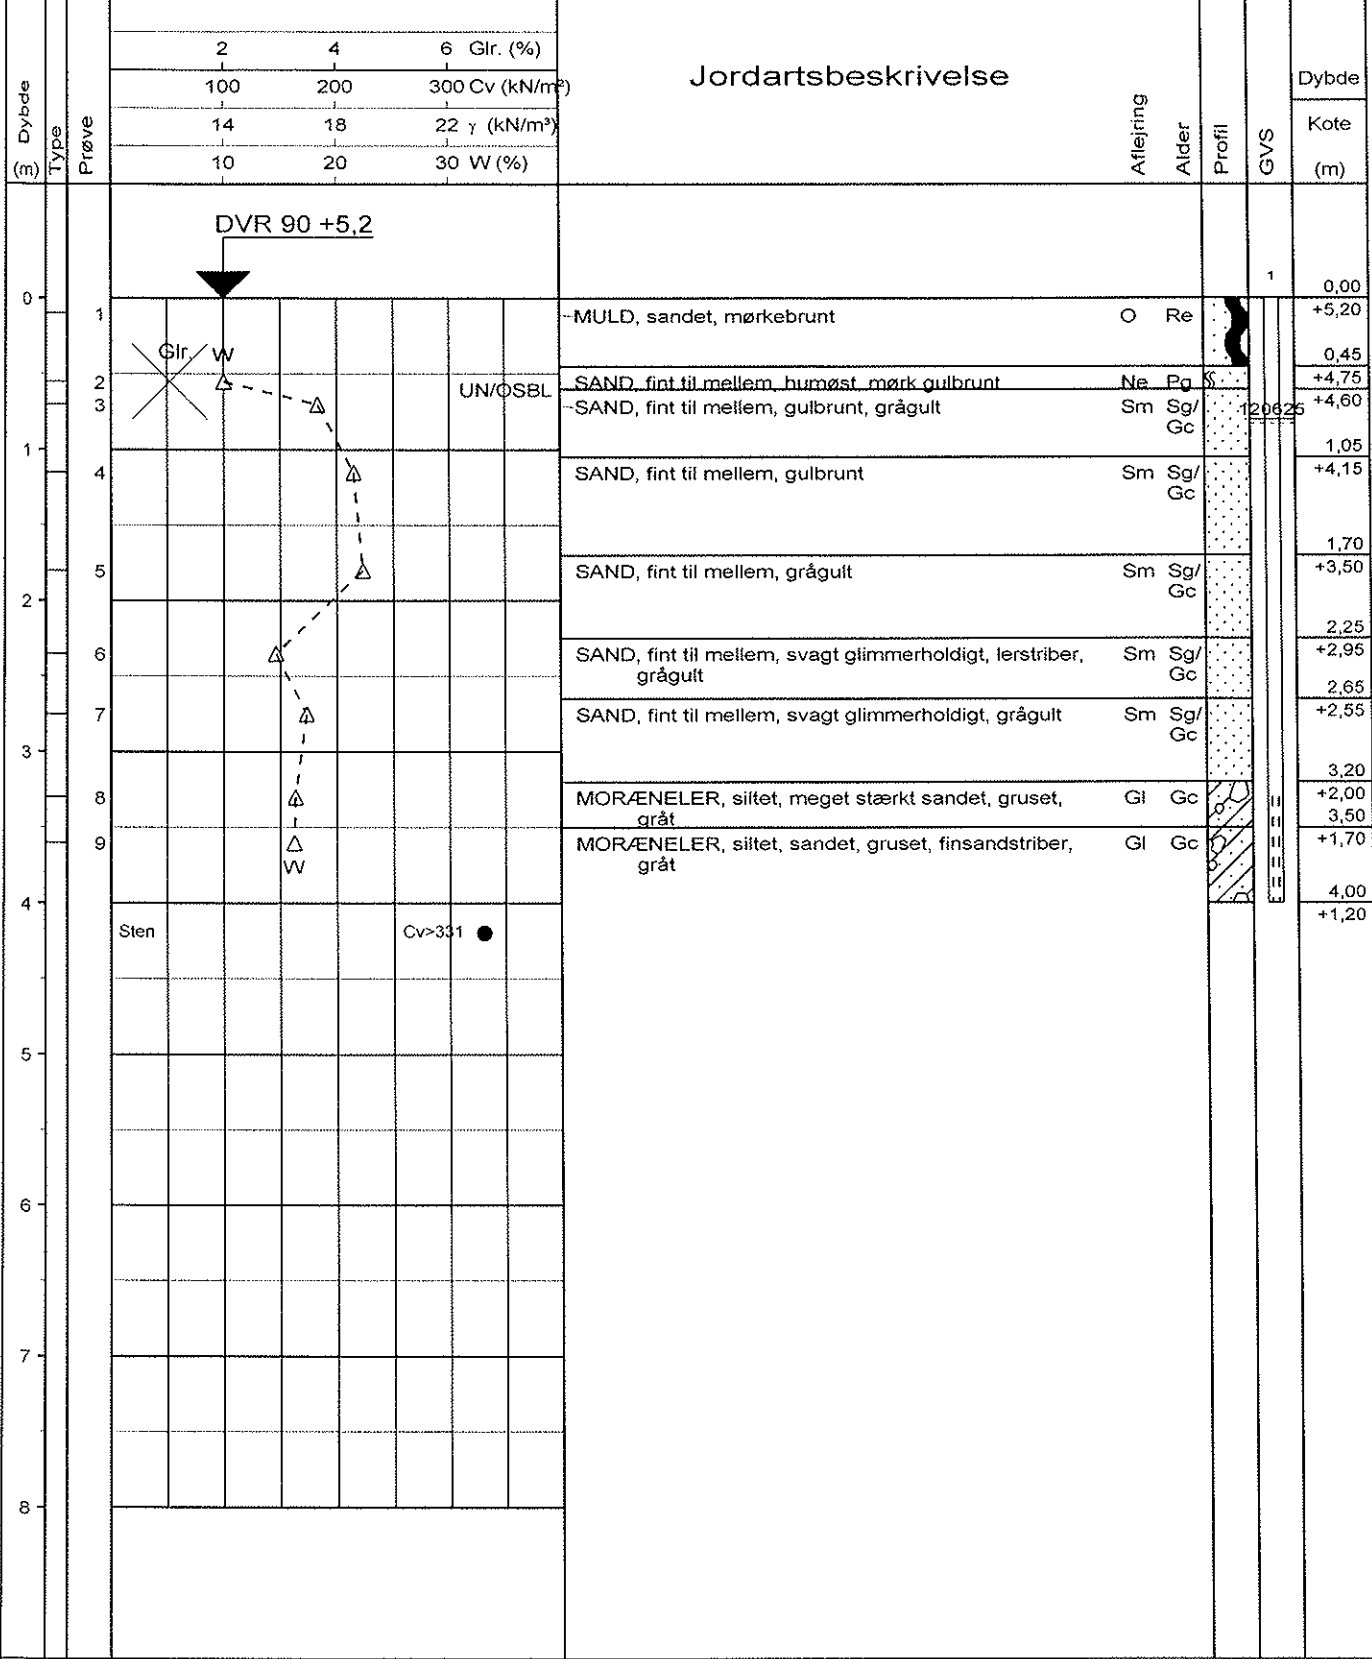 Dybde
(m)
Type
Prøve
2 4 6 Glr. (%)
100 200 300 Cv (kN/m²)
14 18 22 γ (kN/m³)
10 20 30 W (%)
Jordartsbeskrivelse
Aflejring
Alder
Profil
GVS
Dybde
Kote
(m)
DVR 90 +5,2
1
0 0,00
1 MULD, sandet, mørkebrunt O Re +5,20
Glr. W 0,45
2 UN/OSBL SAND, fint til mellem, humøst, mørk gulbrunt Ne Pg +4,75
3 SAND, fint til mellem, gulbrunt, grågult Sm Sg/ 120625 +4,60
Gc
1 1,05
4 SAND, fint til mellem, gulbrunt Sm Sg/ +4,15
Gc
1,70
5 SAND, fint til mellem, grågult Sm Sg/ +3,50
Gc
2
2,25
6 SAND, fint til mellem, svagt glimmerholdigt, lerstriber, Sm Sg/ +2,95
grågult Gc
2,65
7 SAND, fint til mellem, svagt glimmerholdigt, grågult Sm Sg/ +2,55
Gc
3
3,20
8 MORÆNELER, siltet, meget stærkt sandet, gruset, Gl Gc +2,00
gråt 3,50
9 MORÆNELER, siltet, sandet, gruset, finsandstriber, Gl Gc +1,70
W gråt
4 4,00
+1,20
Sten Cv>331
5
6
7
8